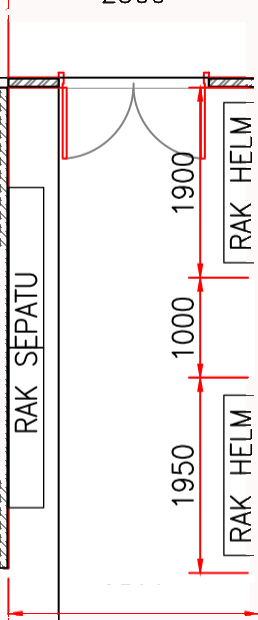 RAK HELM
1900
RAK SEPATU
1000
1950
RAK HELM